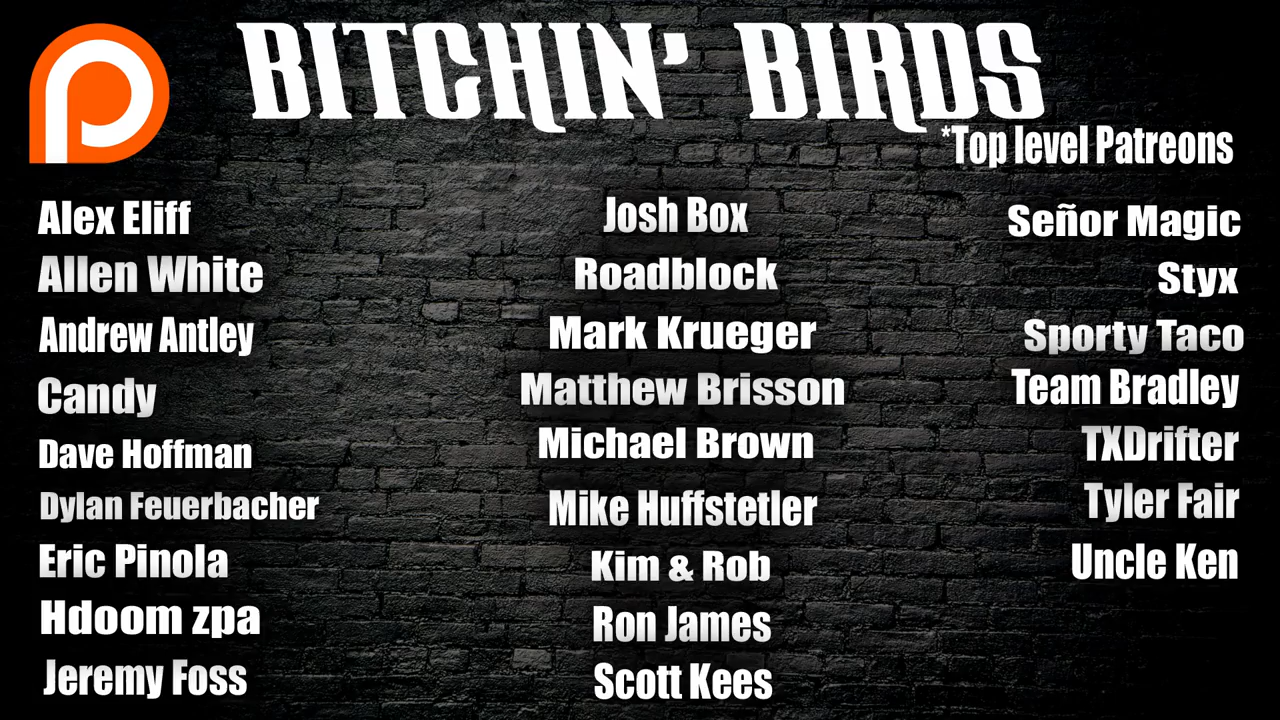 BITCHIN' BIRDS
*Top level Patreons
Alex Eliff
Allen White
Andrew Antley
Candy
Dave Hoffman
Dylan Feuerbacher
Eric Pinola
Hdoom zpa
Jeremy Foss
Josh Box
Roadblock
Mark Krueger
Matthew Brisson
Michael Brown
Mike Huffstetler
Kim & Rob
Ron James
Scott Kees
Señor Magic
Styx
Sporty Taco
Team Bradley
TXDrifter
Tyler Fair
Uncle Ken